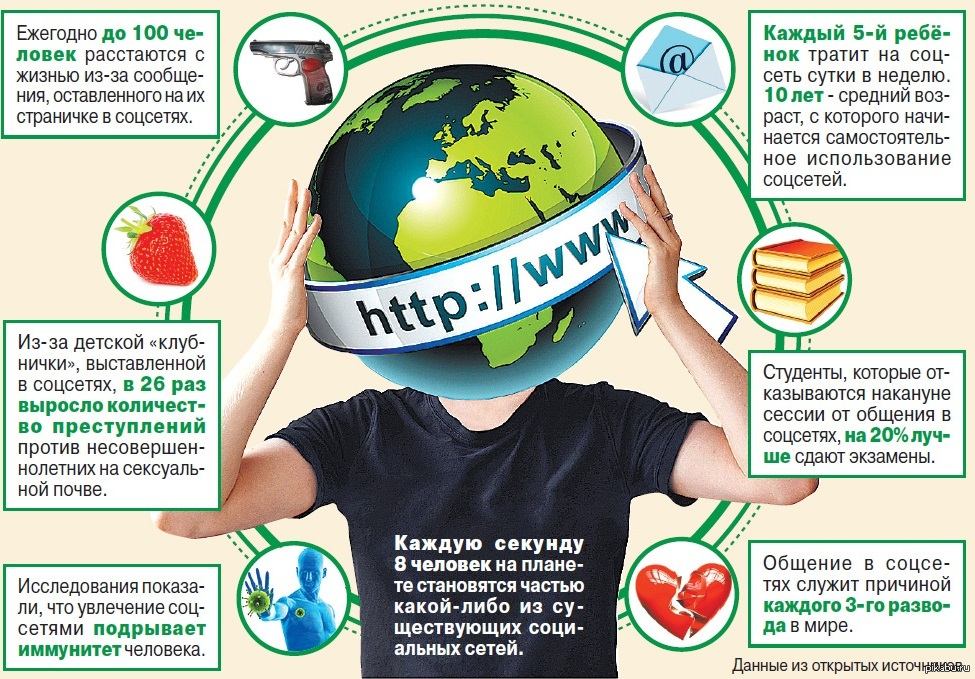 Ежегодно до 100 че-
ловек расстаются с
жизнью из-за сообще-
ния, оставленного на их
страничке в соцсетях.
Каждый 5-й ребё-
нок тратит на соц-
сеть сутки в неделю.
10 лет - средний воз-
раст, с которого начи-
нается самостоятель-
ное использование
соцсетей.
@
http://www
Из-за детской «клуб-
нички», выставленной
в соцсетях, в 26 раз
выросло количест-
во преступлений
против несовершен-
нолетних на сексуаль-
ной почве.
Студенты, которые от-
казываются накануне
сессии от общения в
соцсетях, на 20% луч-
ше сдают экзамены.
Исследования показа-
ли, что увлечение соц-
сетями подрывает
иммунитет человека.
Каждую секунду
8 человек на плане-
те становятся частью
какой-либо из су-
ществующих соци-
альных сетей.
Общение в соцсе-
тях служит причиной
каждого 3-го разво-
да в мире.
Данные из открытых источников
pikabu.ru